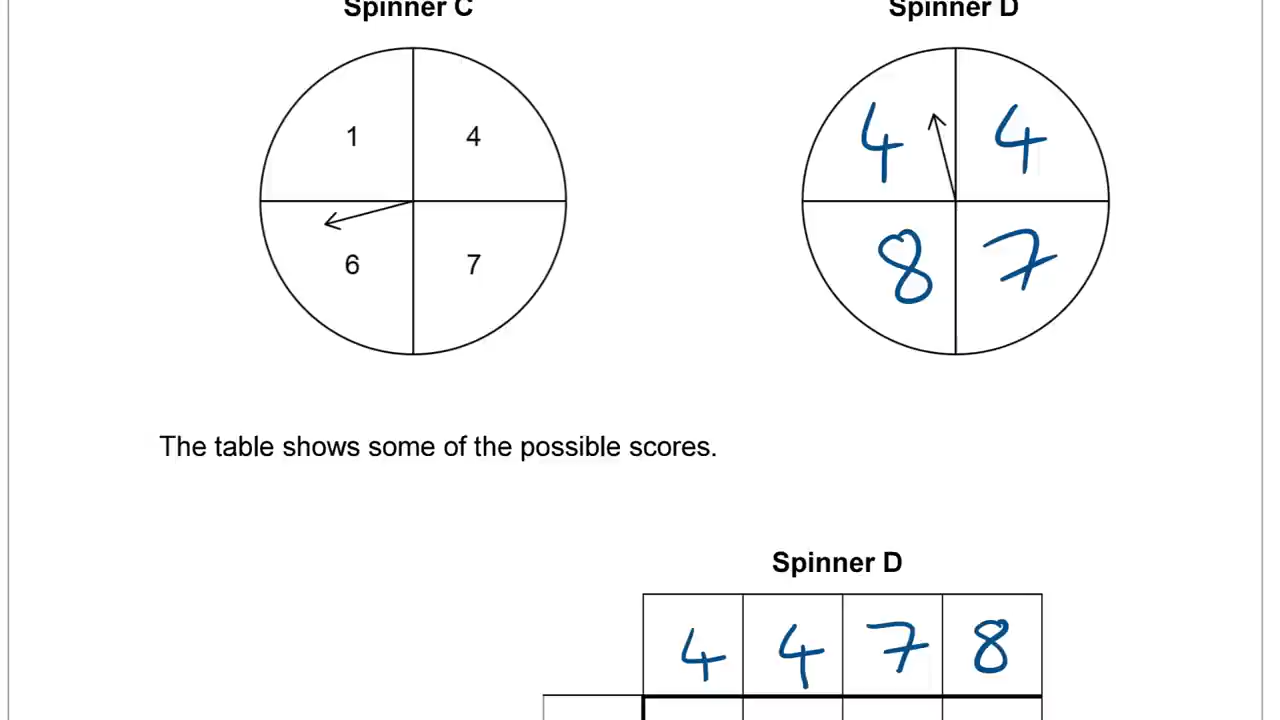 Spinner C Spinner D
1 4 4 4
6 7 8 7
The table shows some of the possible scores.
Spinner D
4 4 7 8